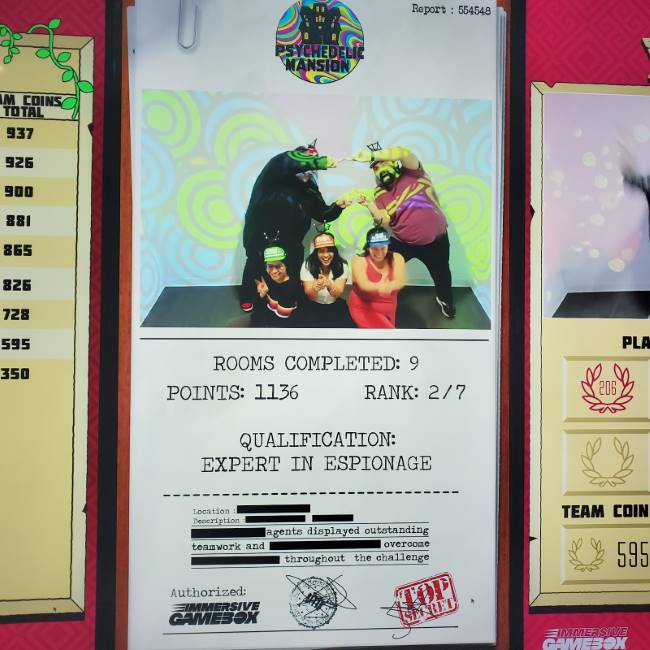 AM COINS
TOTAL
937
926
900
881
865
826
728
595
350
Report : 554548
PSYCHEDELIC
MANSION
ROOMS COMPLETED: 9
POINTS: 1136
RANK: 2/7
QUALIFICATION:
EXPERT IN ESPIONAGE
Location :
Description :
agents displayed outstanding
teamwork and overcome
throughout the challenge
Authorized:
IMMERSIVE
GAMEBOX
TOP
SECRET
PLA
206
TEAM COIN
595
IMMERSIVE
GAMEBOX